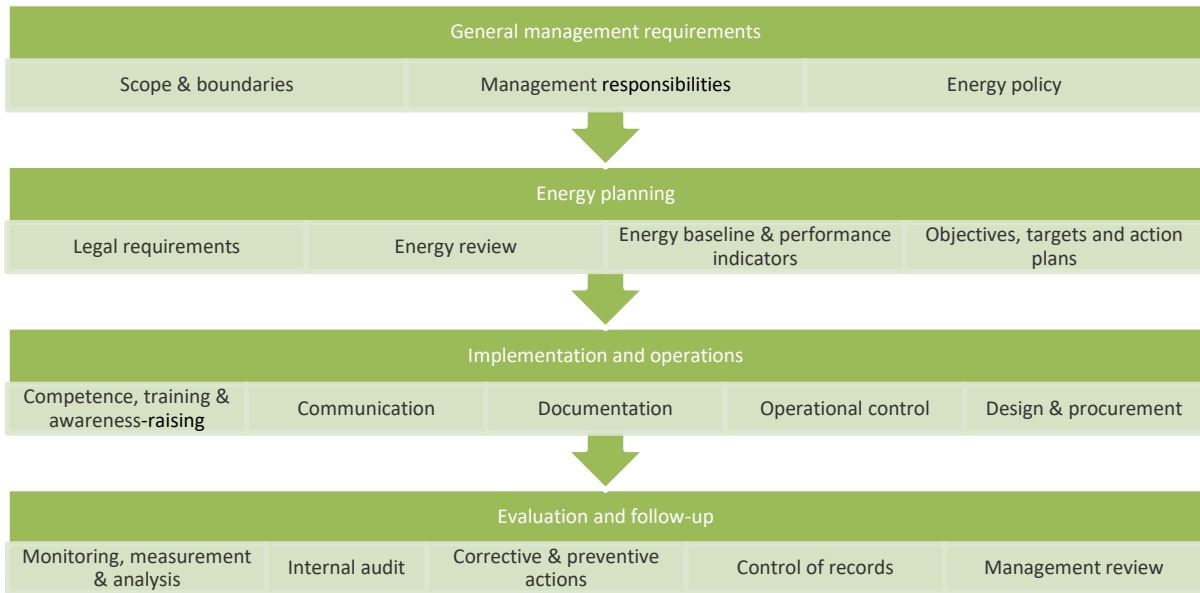 General management requirements
Scope & boundaries
Management responsibilities
Energy policy
Energy planning
Legal requirements
Energy review
Energy baseline & performance
indicators
Objectives, targets and action
plans
Implementation and operations
Competence, training &
awareness-raising
Communication
Documentation
Operational control
Design & procurement
Evaluation and follow-up
Monitoring, measurement
& analysis
Internal audit
Corrective & preventive
actions
Control of records
Management review